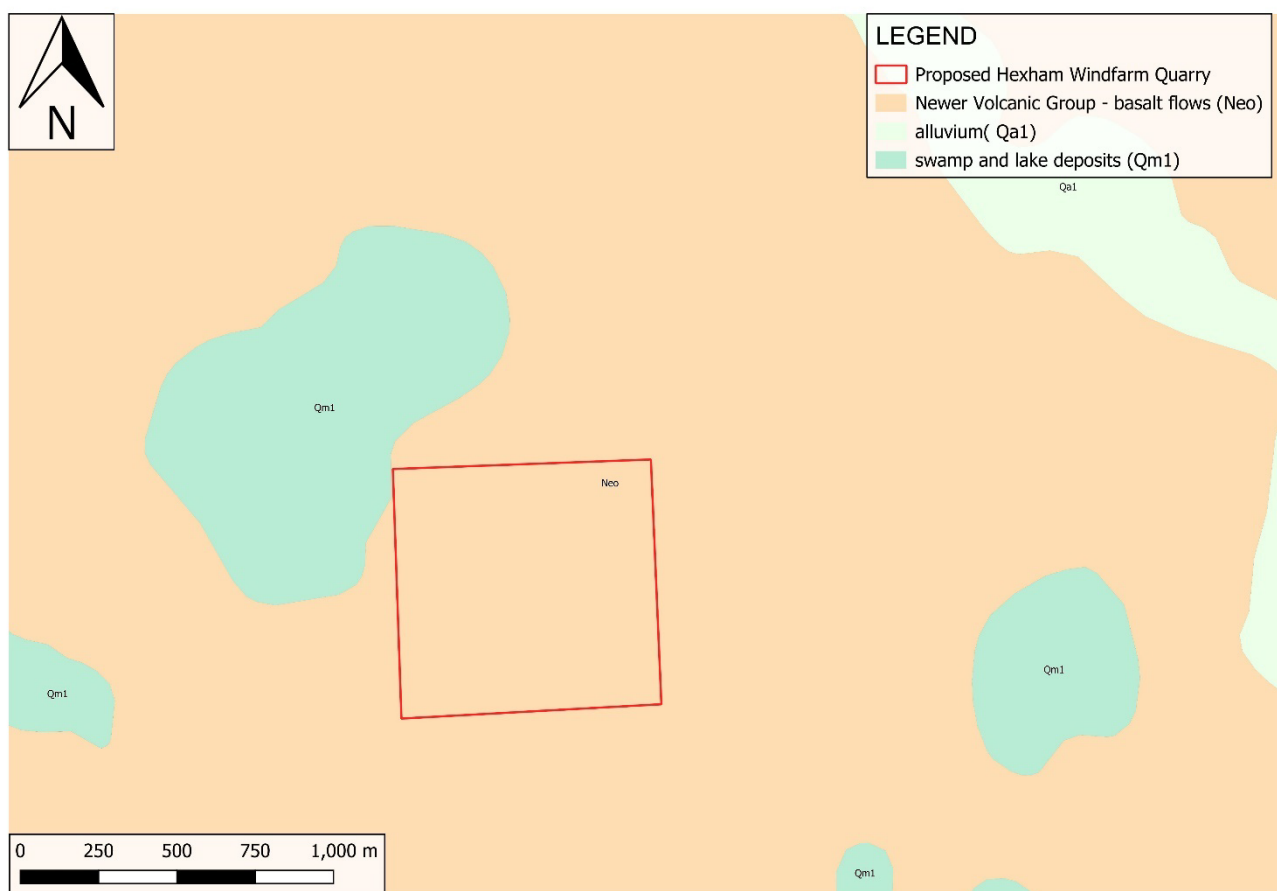 N
LEGEND
Proposed Hexham Windfarm Quarry
Newer Volcanic Group - basalt flows (Neo)
alluvium( Qa1)
swamp and lake deposits (Qm1)
Qa1
Qm1
Neo
Qm1
Qm1
0 250 500 750 1,000 m
Qm1